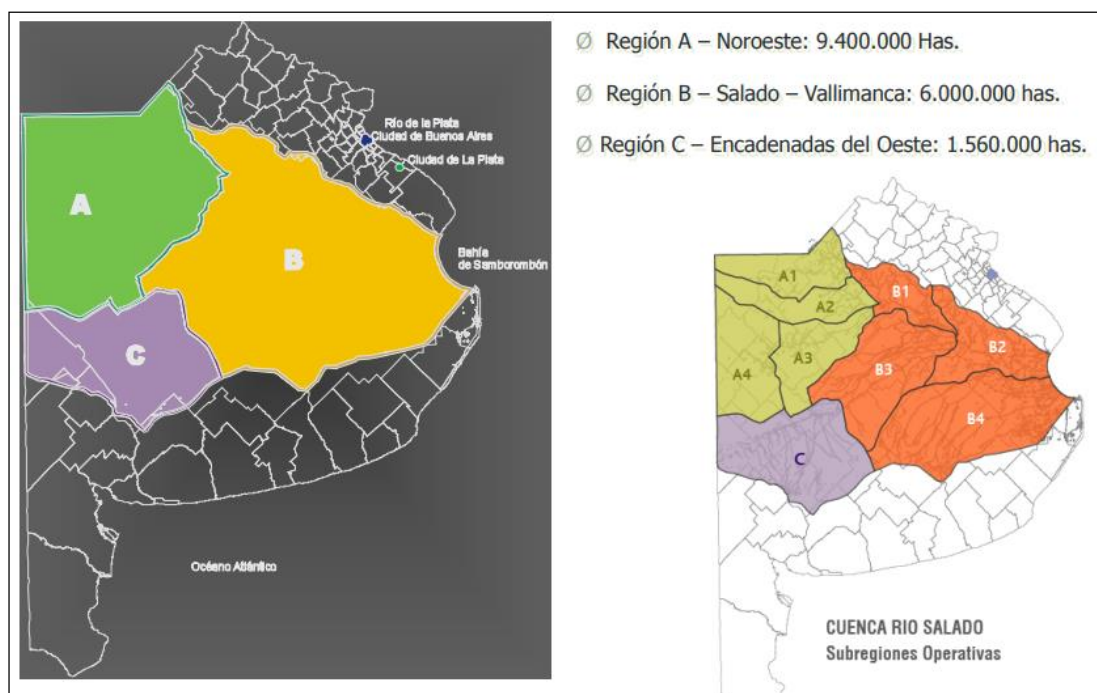 Río de la Plata
Ciudad de Buenos Aires
Ciudad de La Plata
A
B
Bahía
de Samborombón
C
Océano Atlántico
Ø Región A – Noroeste: 9.400.000 Has.
Ø Región B – Salado – Vallimanca: 6.000.000 has.
Ø Región C – Encadenadas del Oeste: 1.560.000 has.
A1
A2
B1
A3
B2
B3
A4
B4
C
CUENCA RIO SALADO
Subregiones Operativas